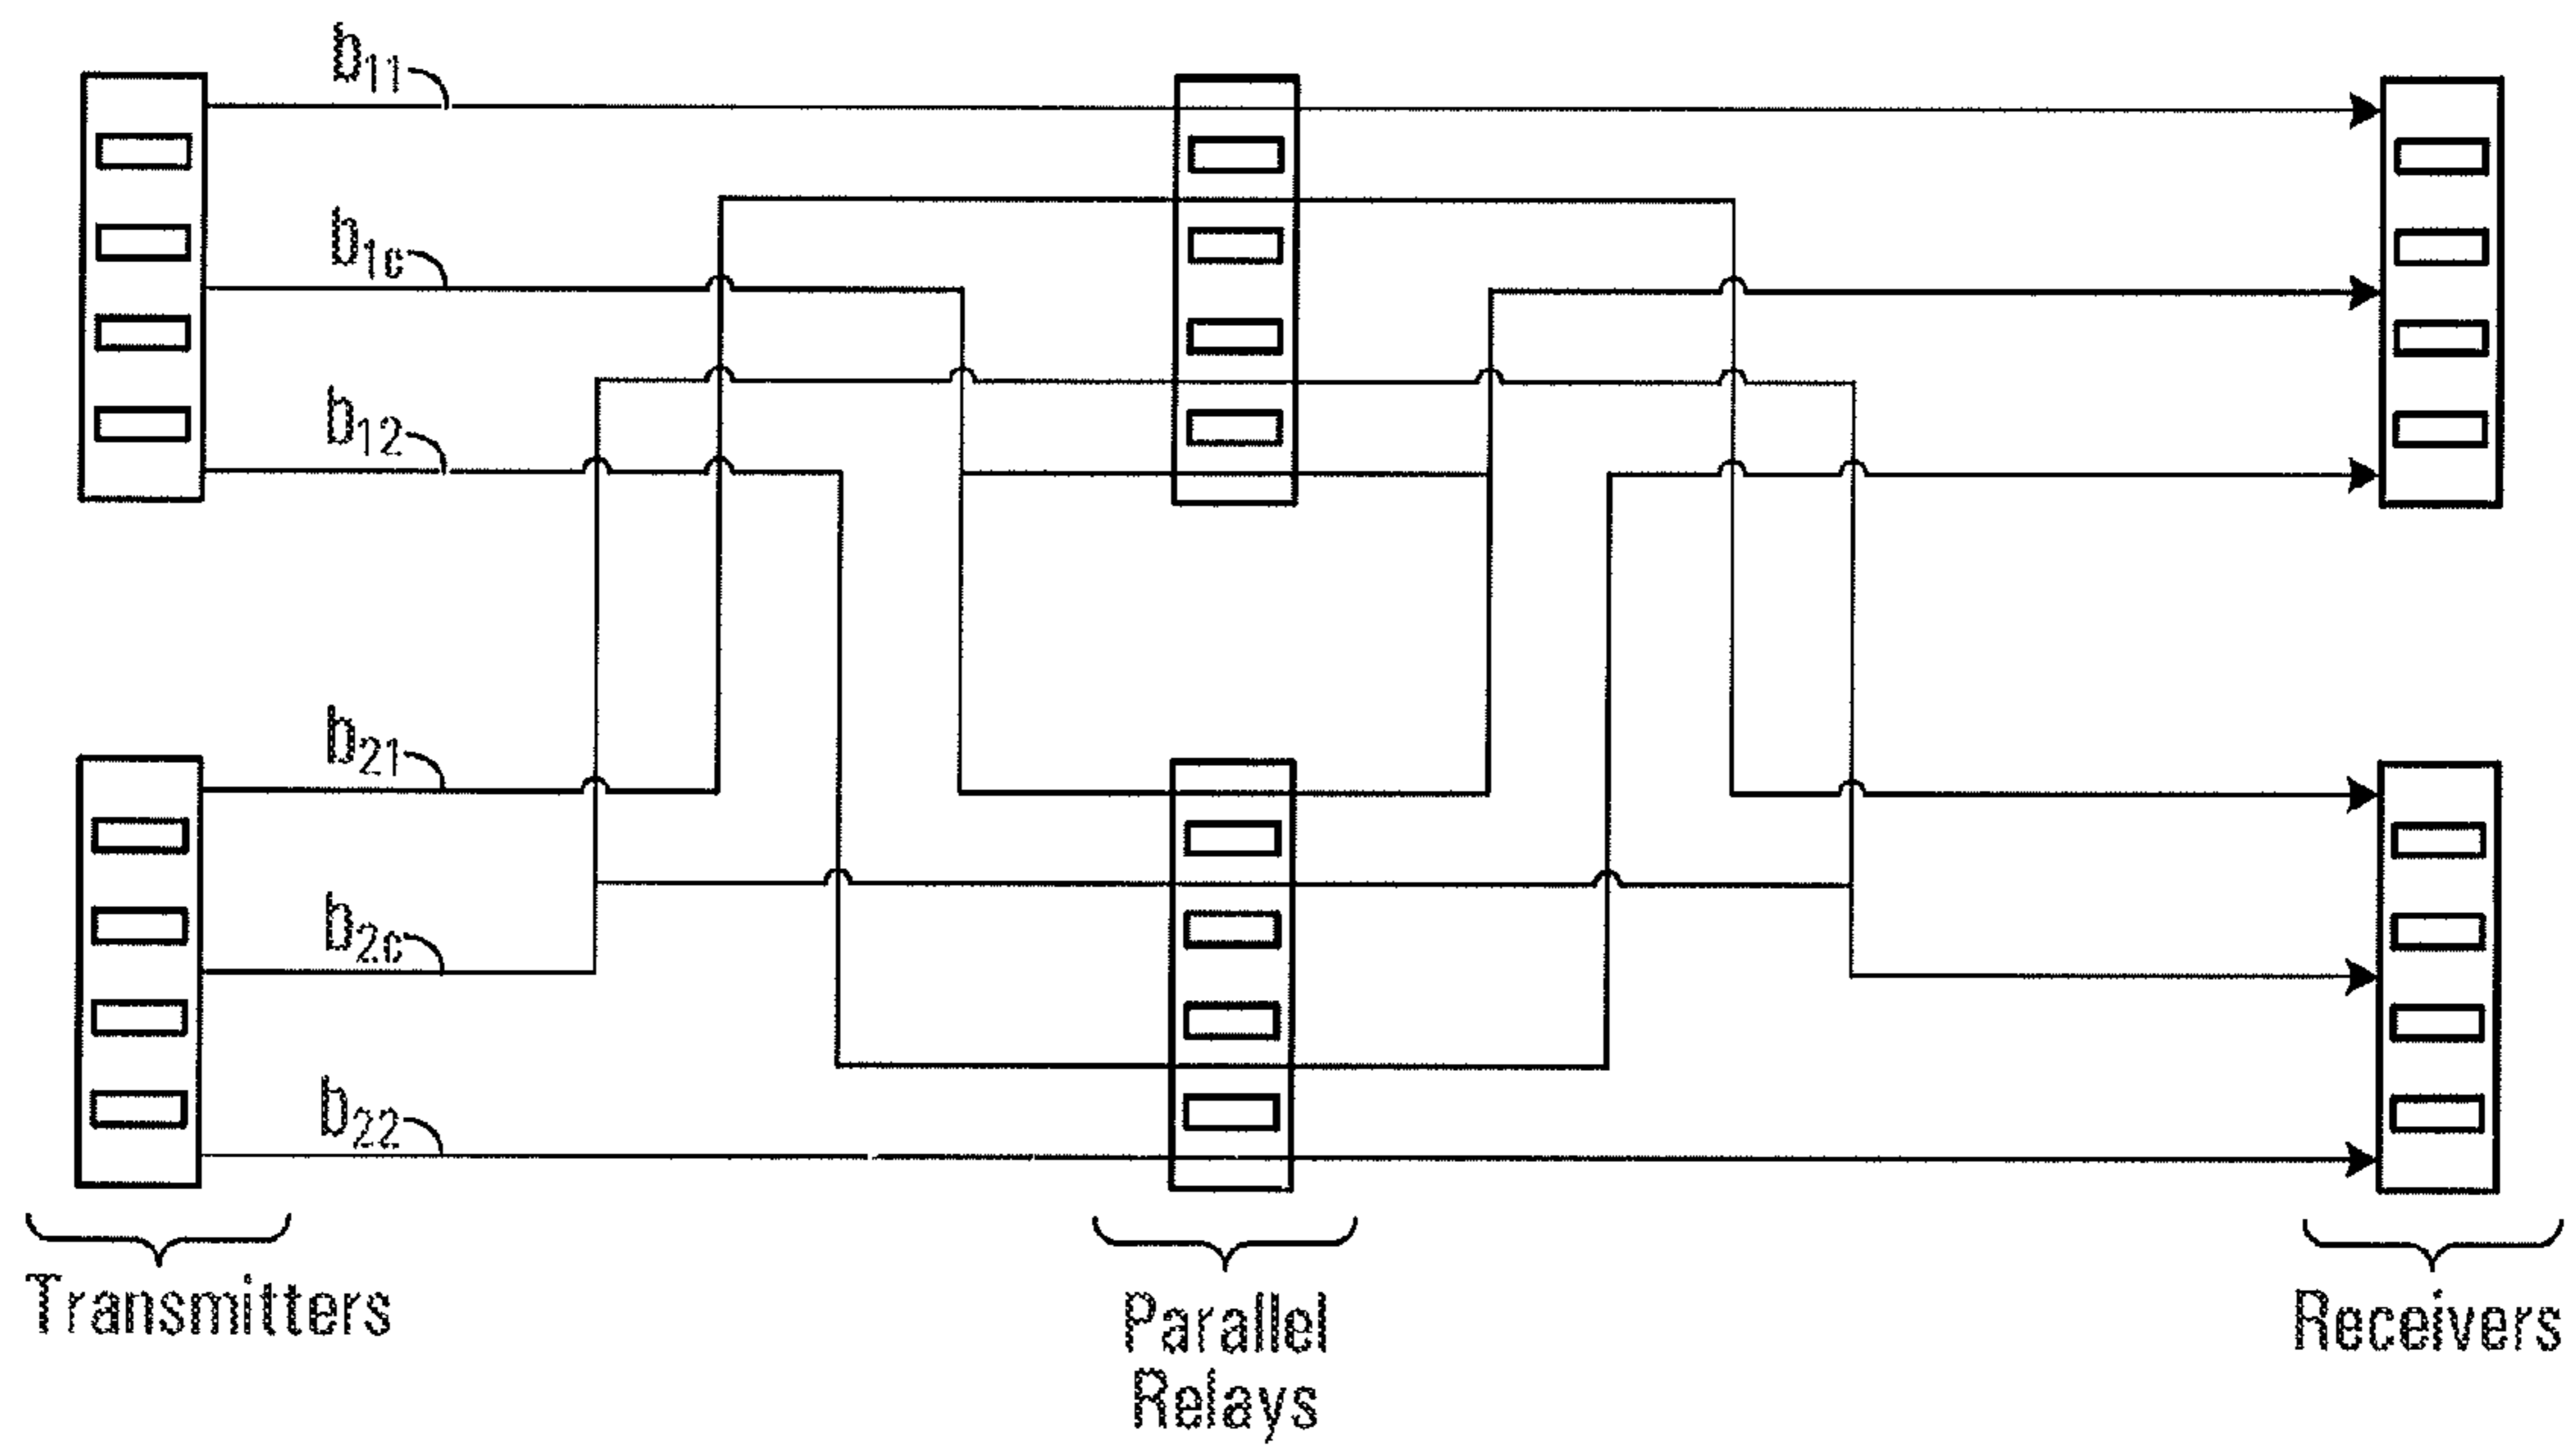 b11
b1c
b12
b21
b2c
b22
Transmitters
Parallel
Relays
Receivers